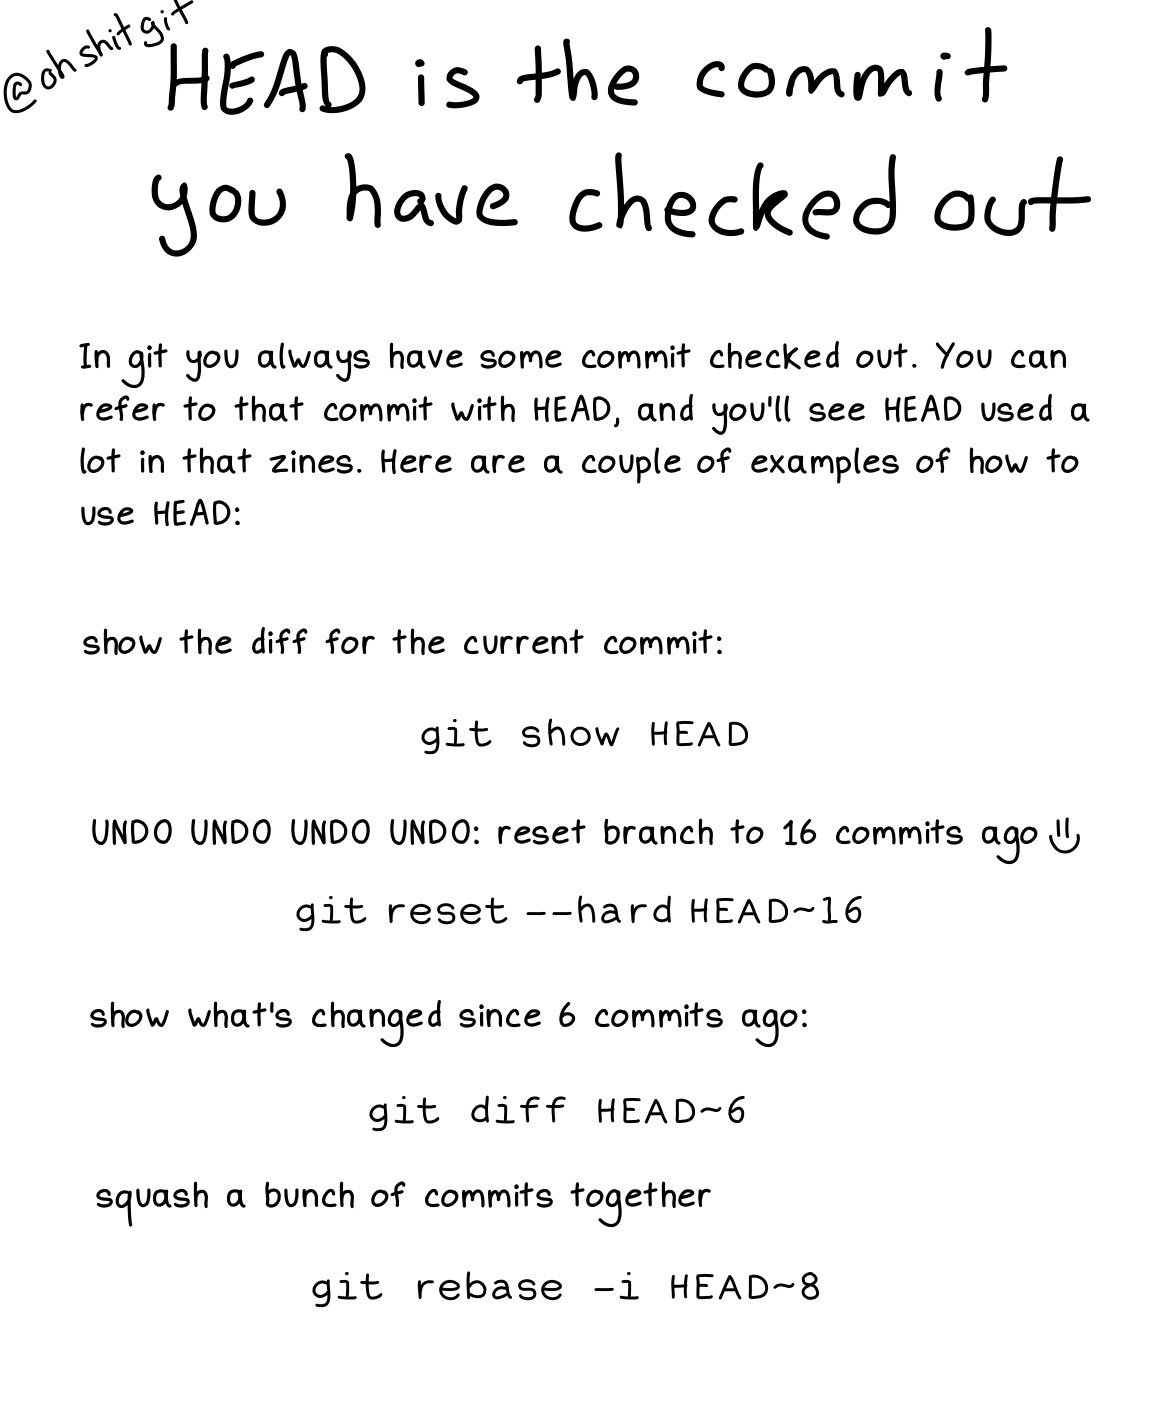 @ohshitgit
HEAD is the commit
you have checked out
In git you always have some commit checked out. You can
refer to that commit with HEAD, and you'll see HEAD used a
lot in that zines. Here are a couple of examples of how to
use HEAD:
show the diff for the current commit:
git show HEAD
UNDO UNDO UNDO UNDO: reset branch to 16 commits ago
git reset --hard HEAD~16
show what's changed since 6 commits ago:
git diff HEAD~6
squash a bunch of commits together
git rebase -i HEAD~8